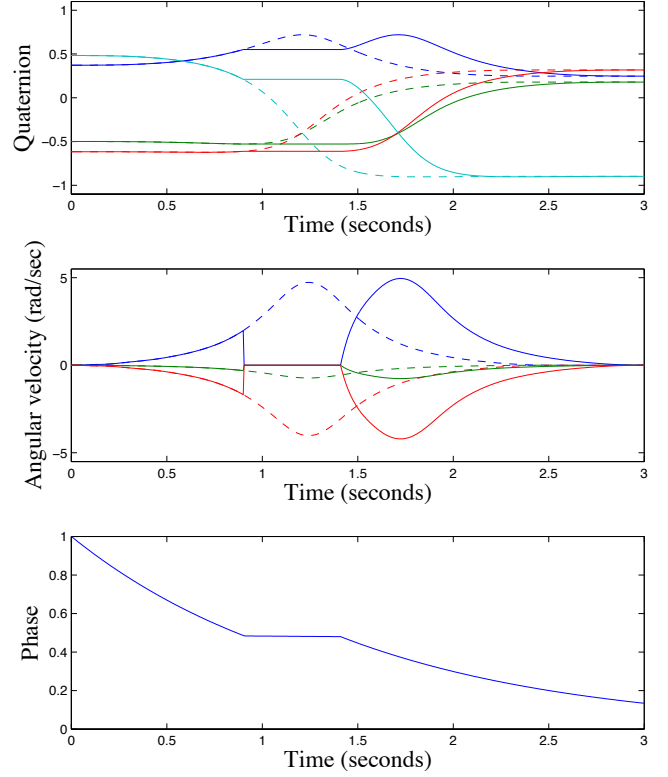 Quaternion
1
0.5
0
−0.5
−1
0 0.5 1 1.5 2 2.5 3
Time (seconds)
Angular velocity (rad/sec)
5
0
−5
0 0.5 1 1.5 2 2.5 3
Time (seconds)
Phase
1
0.8
0.6
0.4
0.2
0
0 0.5 1 1.5 2 2.5 3
Time (seconds)